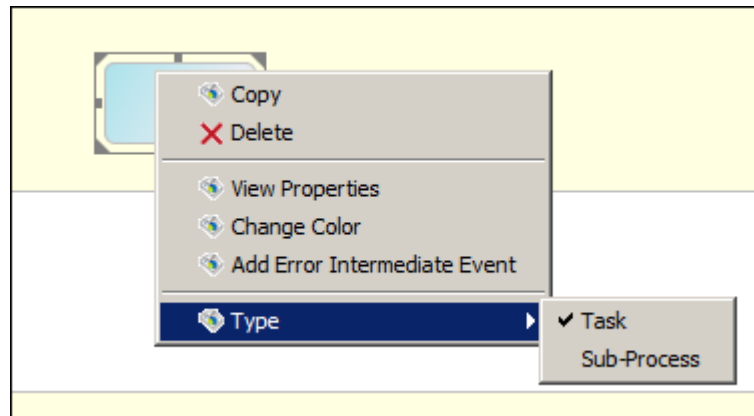 Copy
Delete
View Properties
Change Color
Add Error Intermediate Event
Type
Task
Sub-Process